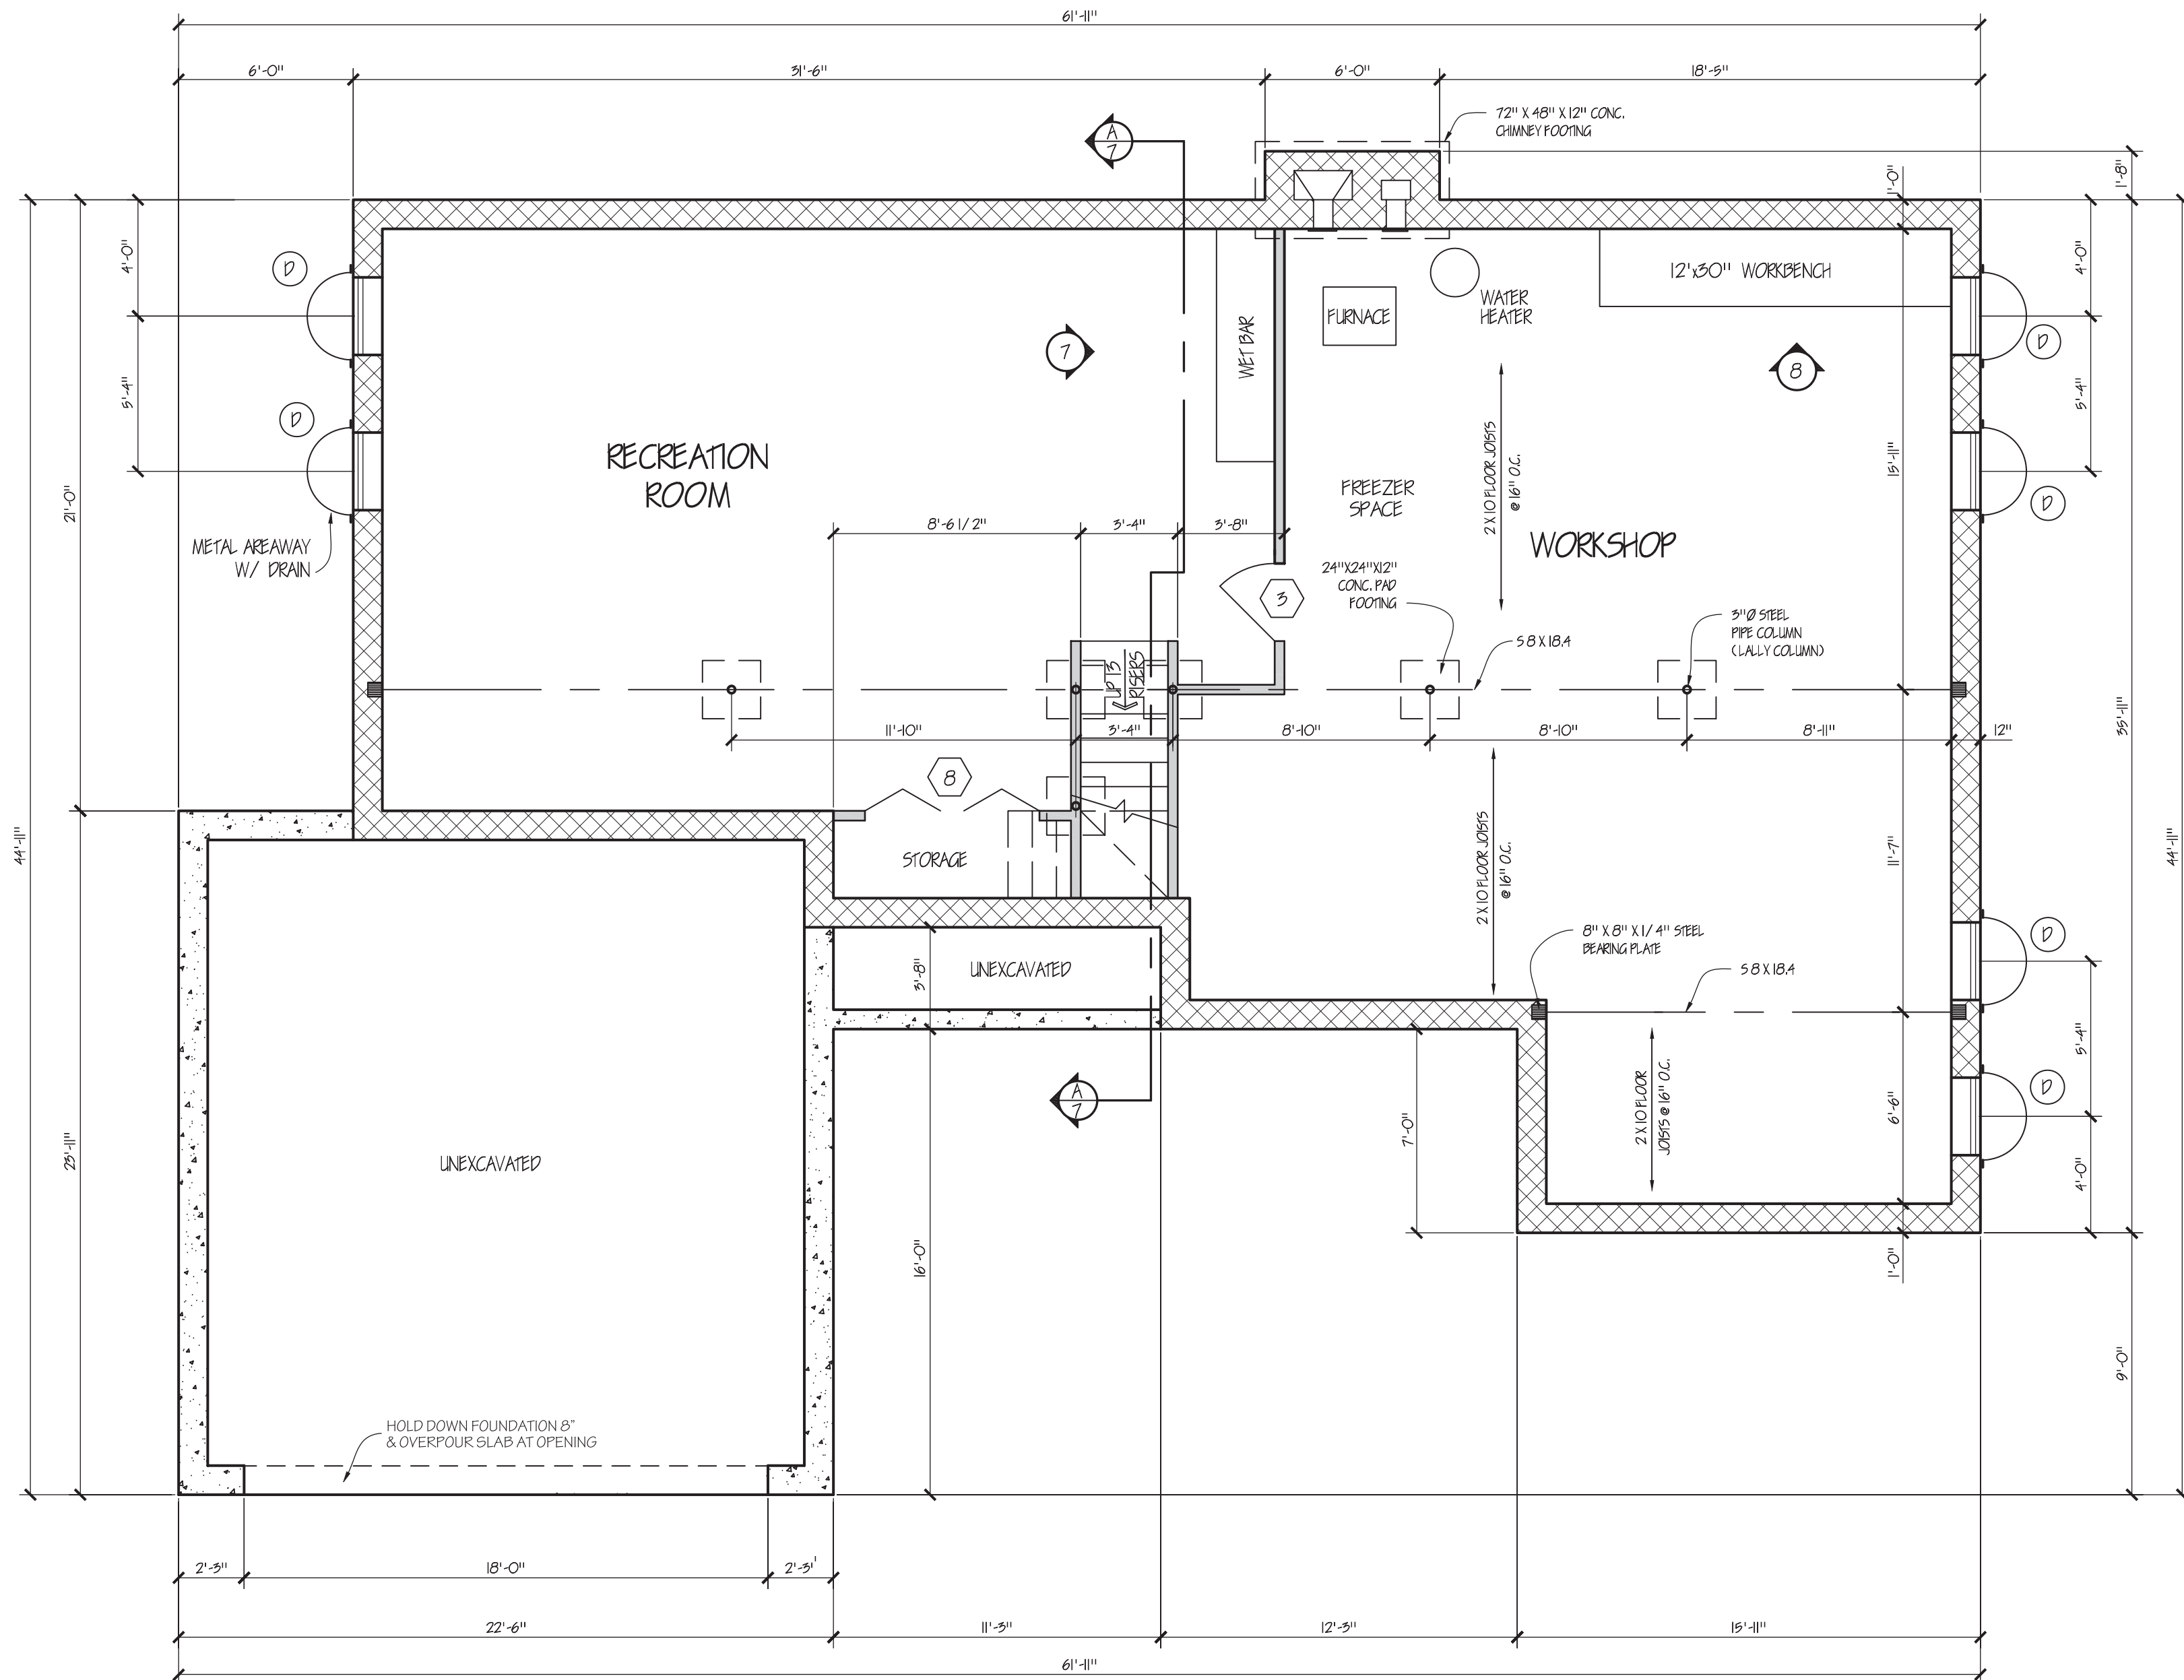 61'-11"
6'-0"
31'-6"
6'-0"
18'-5"
72" X 48" X 12" CONC.
CHIMNEY FOOTING
A
7
1'-0"
1'-8"
4'-0"
D
12'x30" WORKBENCH
4'-0"
WATER
HEATER
FURNACE
WET BAR
7
8
D
5'-4"
D
5'-4"
RECREATION
ROOM
2 X 10 FLOOR JOISTS
@ 16" O.C.
15'-11"
FREEZER
SPACE
D
21'-0"
8'-6 1/2"
3'-4"
3'-8"
WORKSHOP
METAL AREAWAY
W/ DRAIN
24"X24"X12"
CONC. PAD
FOOTING
3
3"Ø STEEL
PIPE COLUMN
( LALLY COLUMN)
S 8 X 18.4
UP 13
RISERS
35'-11"
11'-10"
3'-4"
8'-10"
8'-10"
8'-11"
12"
8
44'-11"
STORAGE
2 X 10 FLOOR JOISTS
@ 16" O.C.
11'-7"
44'-11"
8" X 8" X 1/4" STEEL
BEARING PLATE
D
3'-8"
UNEXCAVATED
S 8 X 18.4
5'-4"
A
7
D
7'-0"
2 X 10 FLOOR
JOISTS @ 16" O.C.
6'-6"
23'-11"
UNEXCAVATED
4'-0"
16'-0"
1'-0"
9'-0"
HOLD DOWN FOUNDATION 8”
& OVERPOUR SLAB AT OPENING
2'-3"
18'-0"
2'-3'
22'-6"
11'-3"
12'-3"
15'-11"
61'-11"